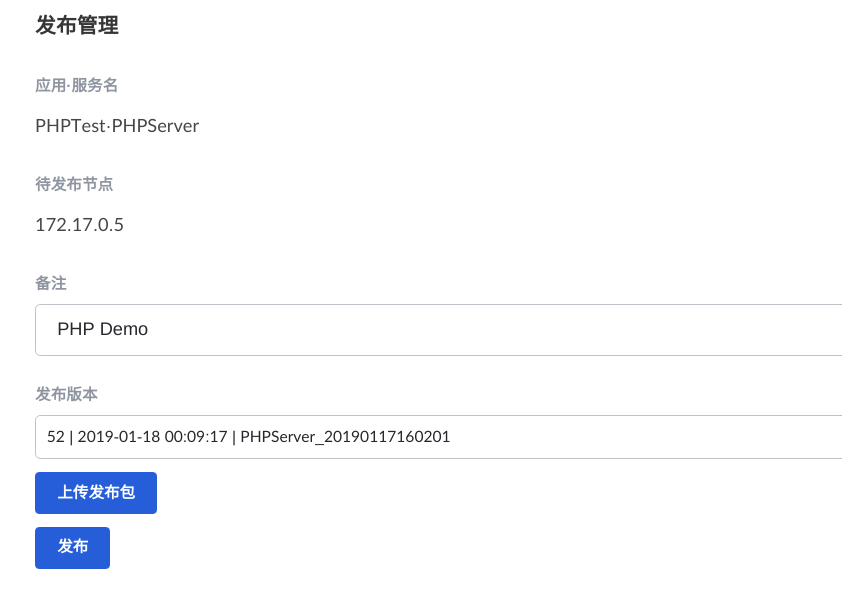 发布管理
应用·服务名
PHPTest·PHPServer
待发布节点
172.17.0.5
备注
PHP Demo
发布版本
52 | 2019-01-18 00:09:17 | PHPServer_20190117160201
上传发布包
发布